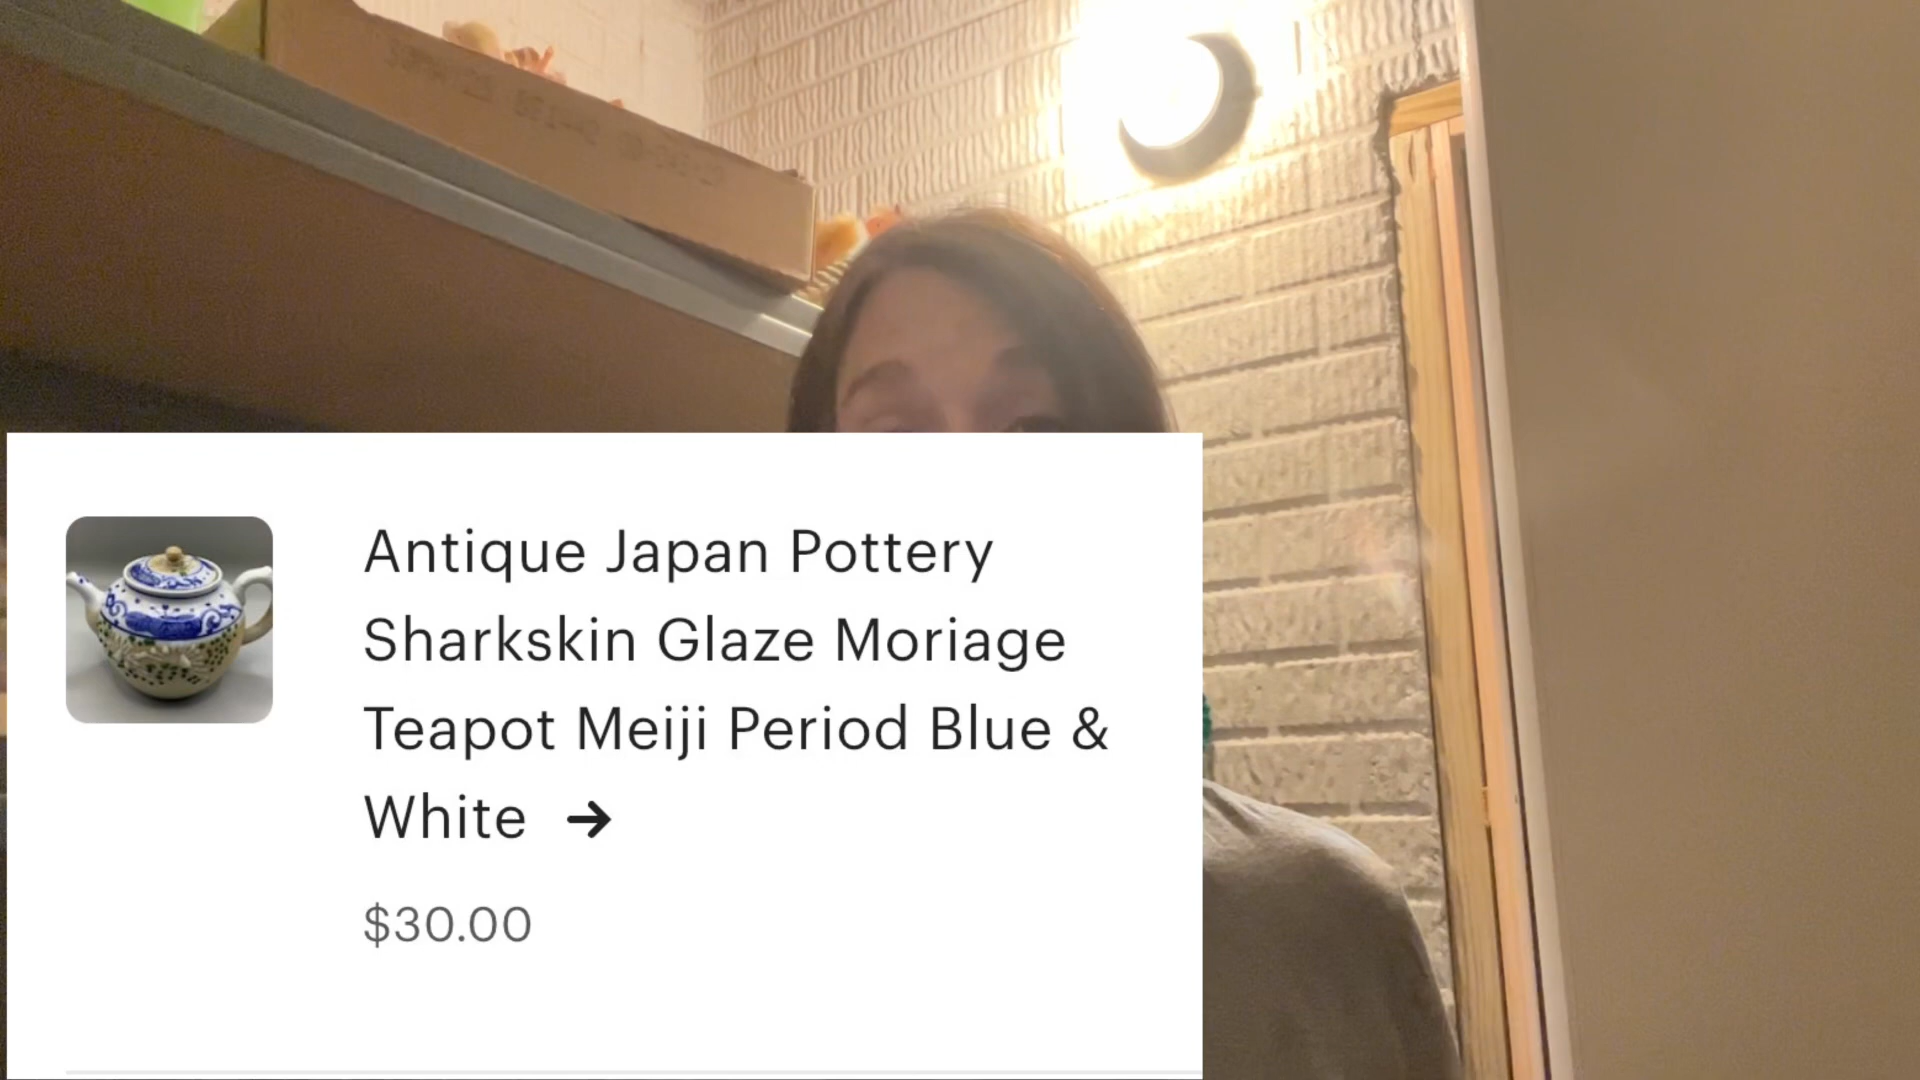 Antique Japan Pottery
Sharkskin Glaze Moriage
Teapot Meiji Period Blue &
White →
$30.00